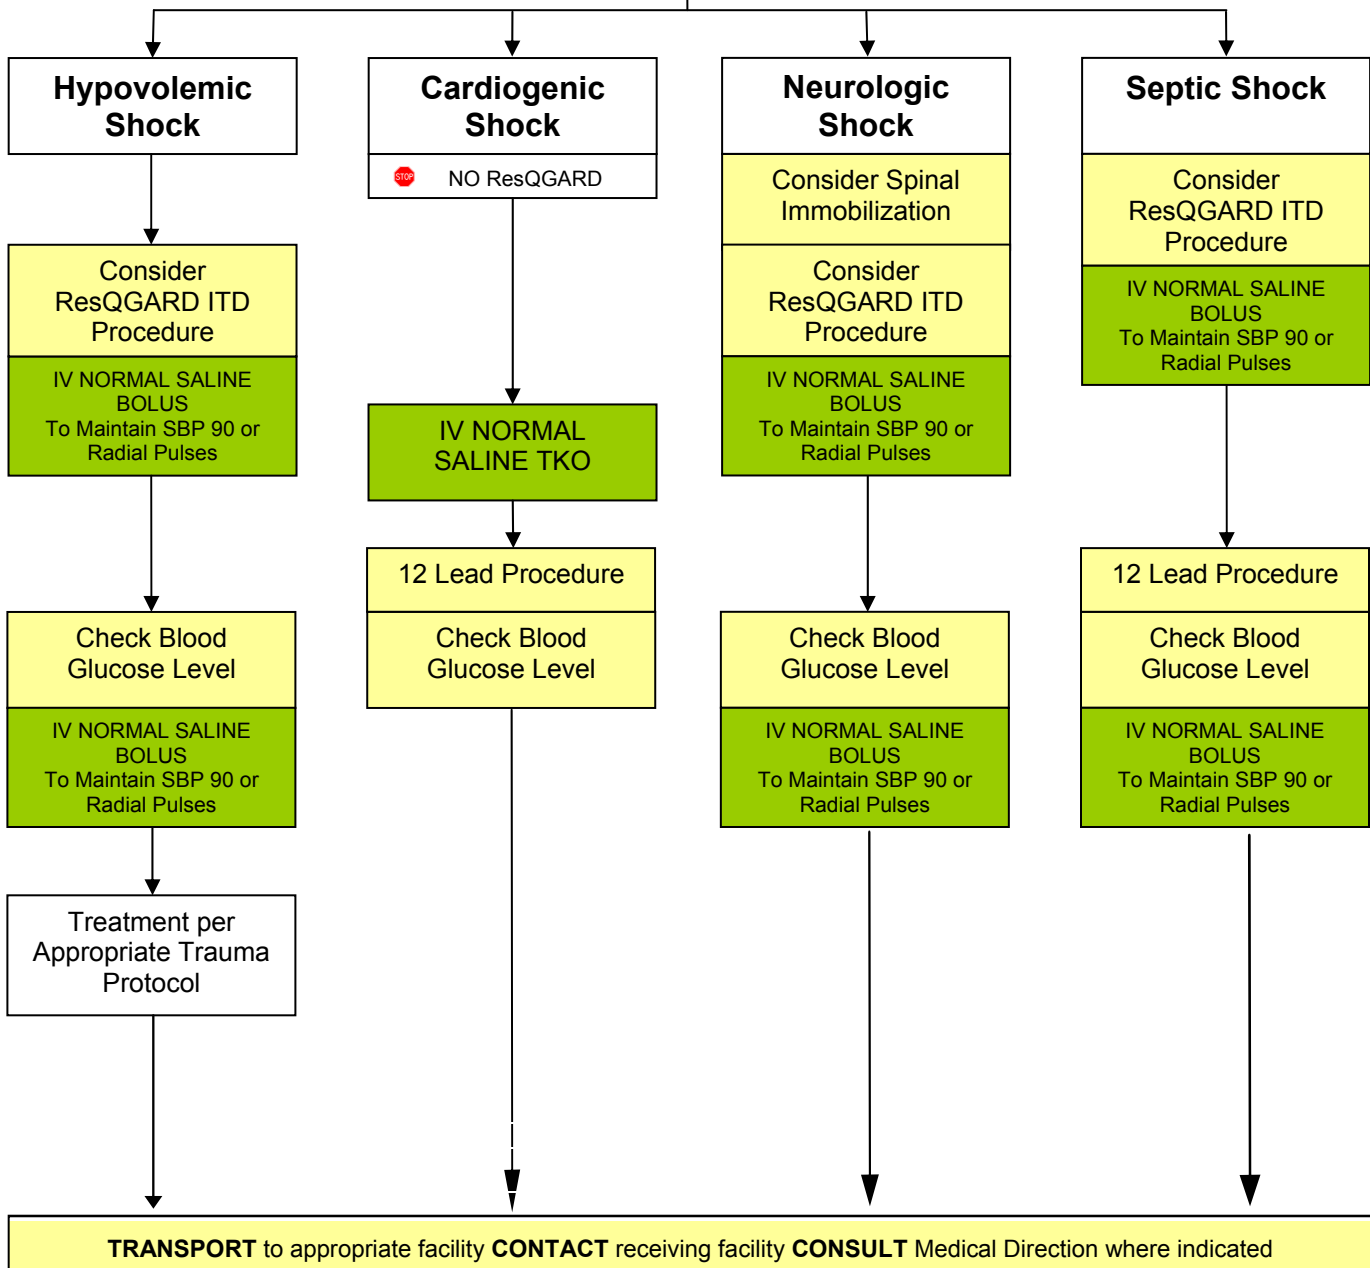 Hypovolemic
Shock
Consider
ResQGARD ITD
Procedure
IV NORMAL SALINE
BOLUS
To Maintain SBP 90 or
Radial Pulses
Check Blood
Glucose Level
IV NORMAL SALINE
BOLUS
To Maintain SBP 90 or
Radial Pulses
Treatment per
Appropriate Trauma
Protocol
Cardiogenic
Shock
STOP
NO ResQGARD
IV NORMAL
SALINE TKO
12 Lead Procedure
Check Blood
Glucose Level
Neurologic
Shock
Consider Spinal
Immobilization
Consider
ResQGARD ITD
Procedure
IV NORMAL SALINE
BOLUS
To Maintain SBP 90 or
Radial Pulses
Check Blood
Glucose Level
IV NORMAL SALINE
BOLUS
To Maintain SBP 90 or
Radial Pulses
Septic Shock
Consider
ResQGARD ITD
Procedure
IV NORMAL SALINE
BOLUS
To Maintain SBP 90 or
Radial Pulses
12 Lead Procedure
Check Blood
Glucose Level
IV NORMAL SALINE
BOLUS
To Maintain SBP 90 or
Radial Pulses
TRANSPORT to appropriate facility CONTACT receiving facility CONSULT Medical Direction where indicated